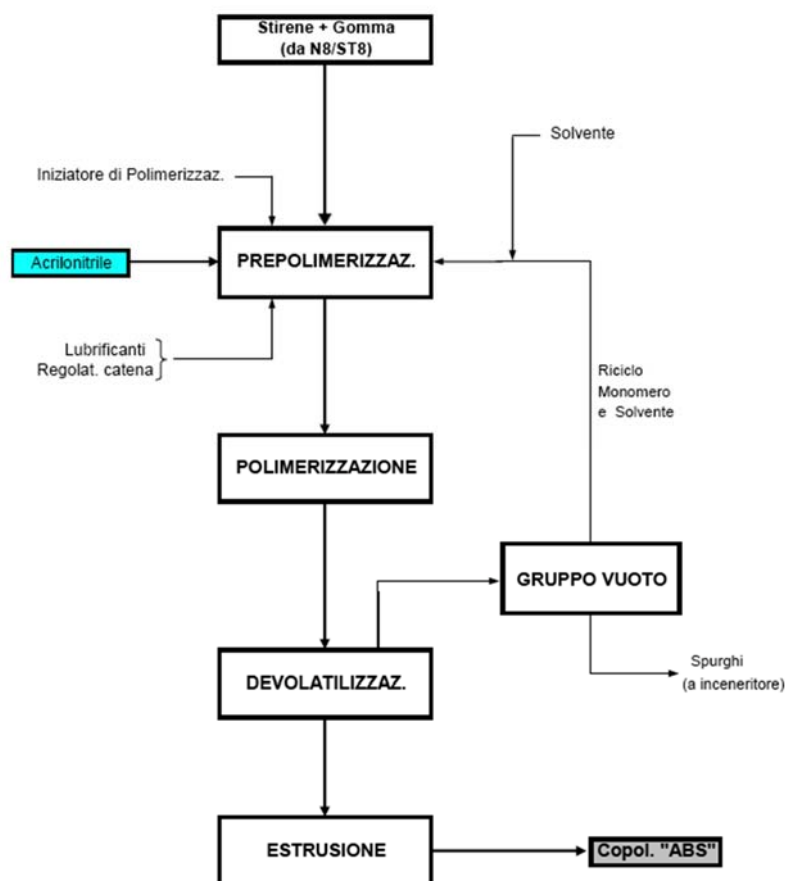 Stirene + Gomma
(da N8/ST8)
Solvente
Iniziatore di Polimerizzaz.
Acrilonitrile
PREPOLIMERIZZAZ.
Lubrificanti
Regolat. catena
Riciclo
Monomero
e Solvente
POLIMERIZZAZIONE
GRUPPO VUOTO
Spurghi
(a inceneritore)
DEVOLATILIZZAZ.
ESTRUSIONE
Copol. "ABS"